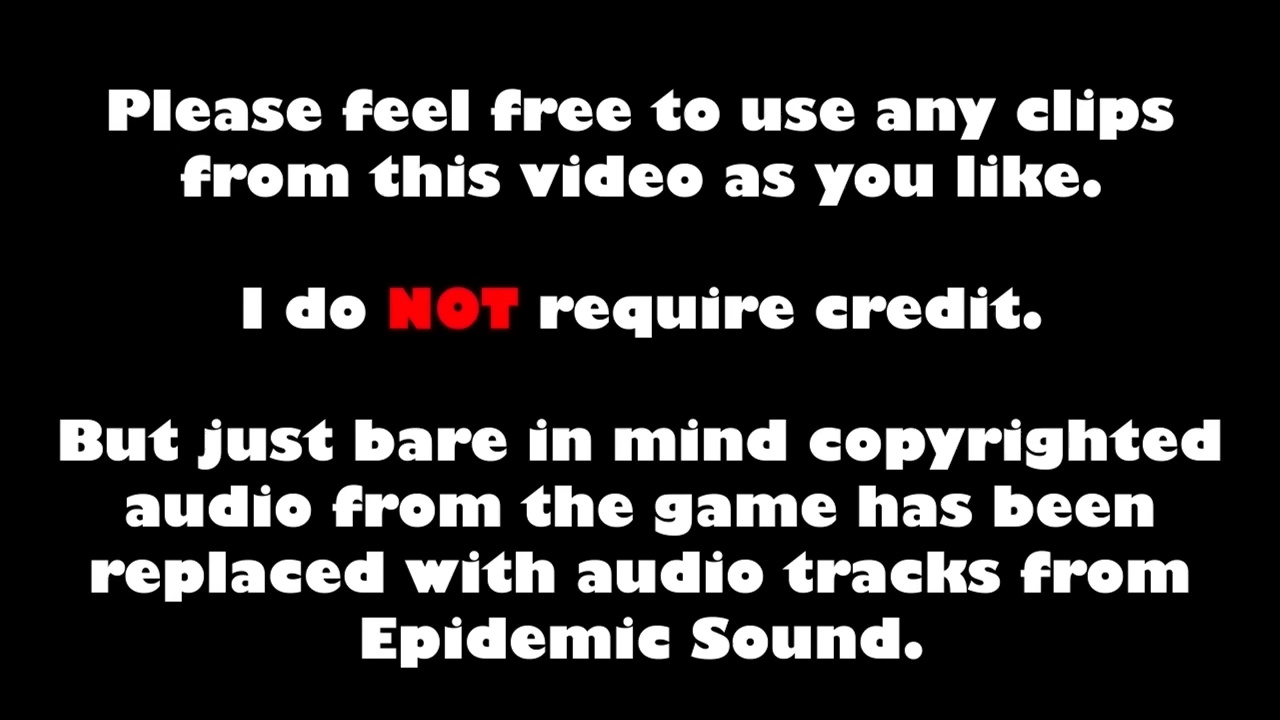 Please feel free to use any clips
from this video as you like.
I do NOT require credit.
But just bare in mind copyrighted
audio from the game has been
replaced with audio tracks from
Epidemic Sound.